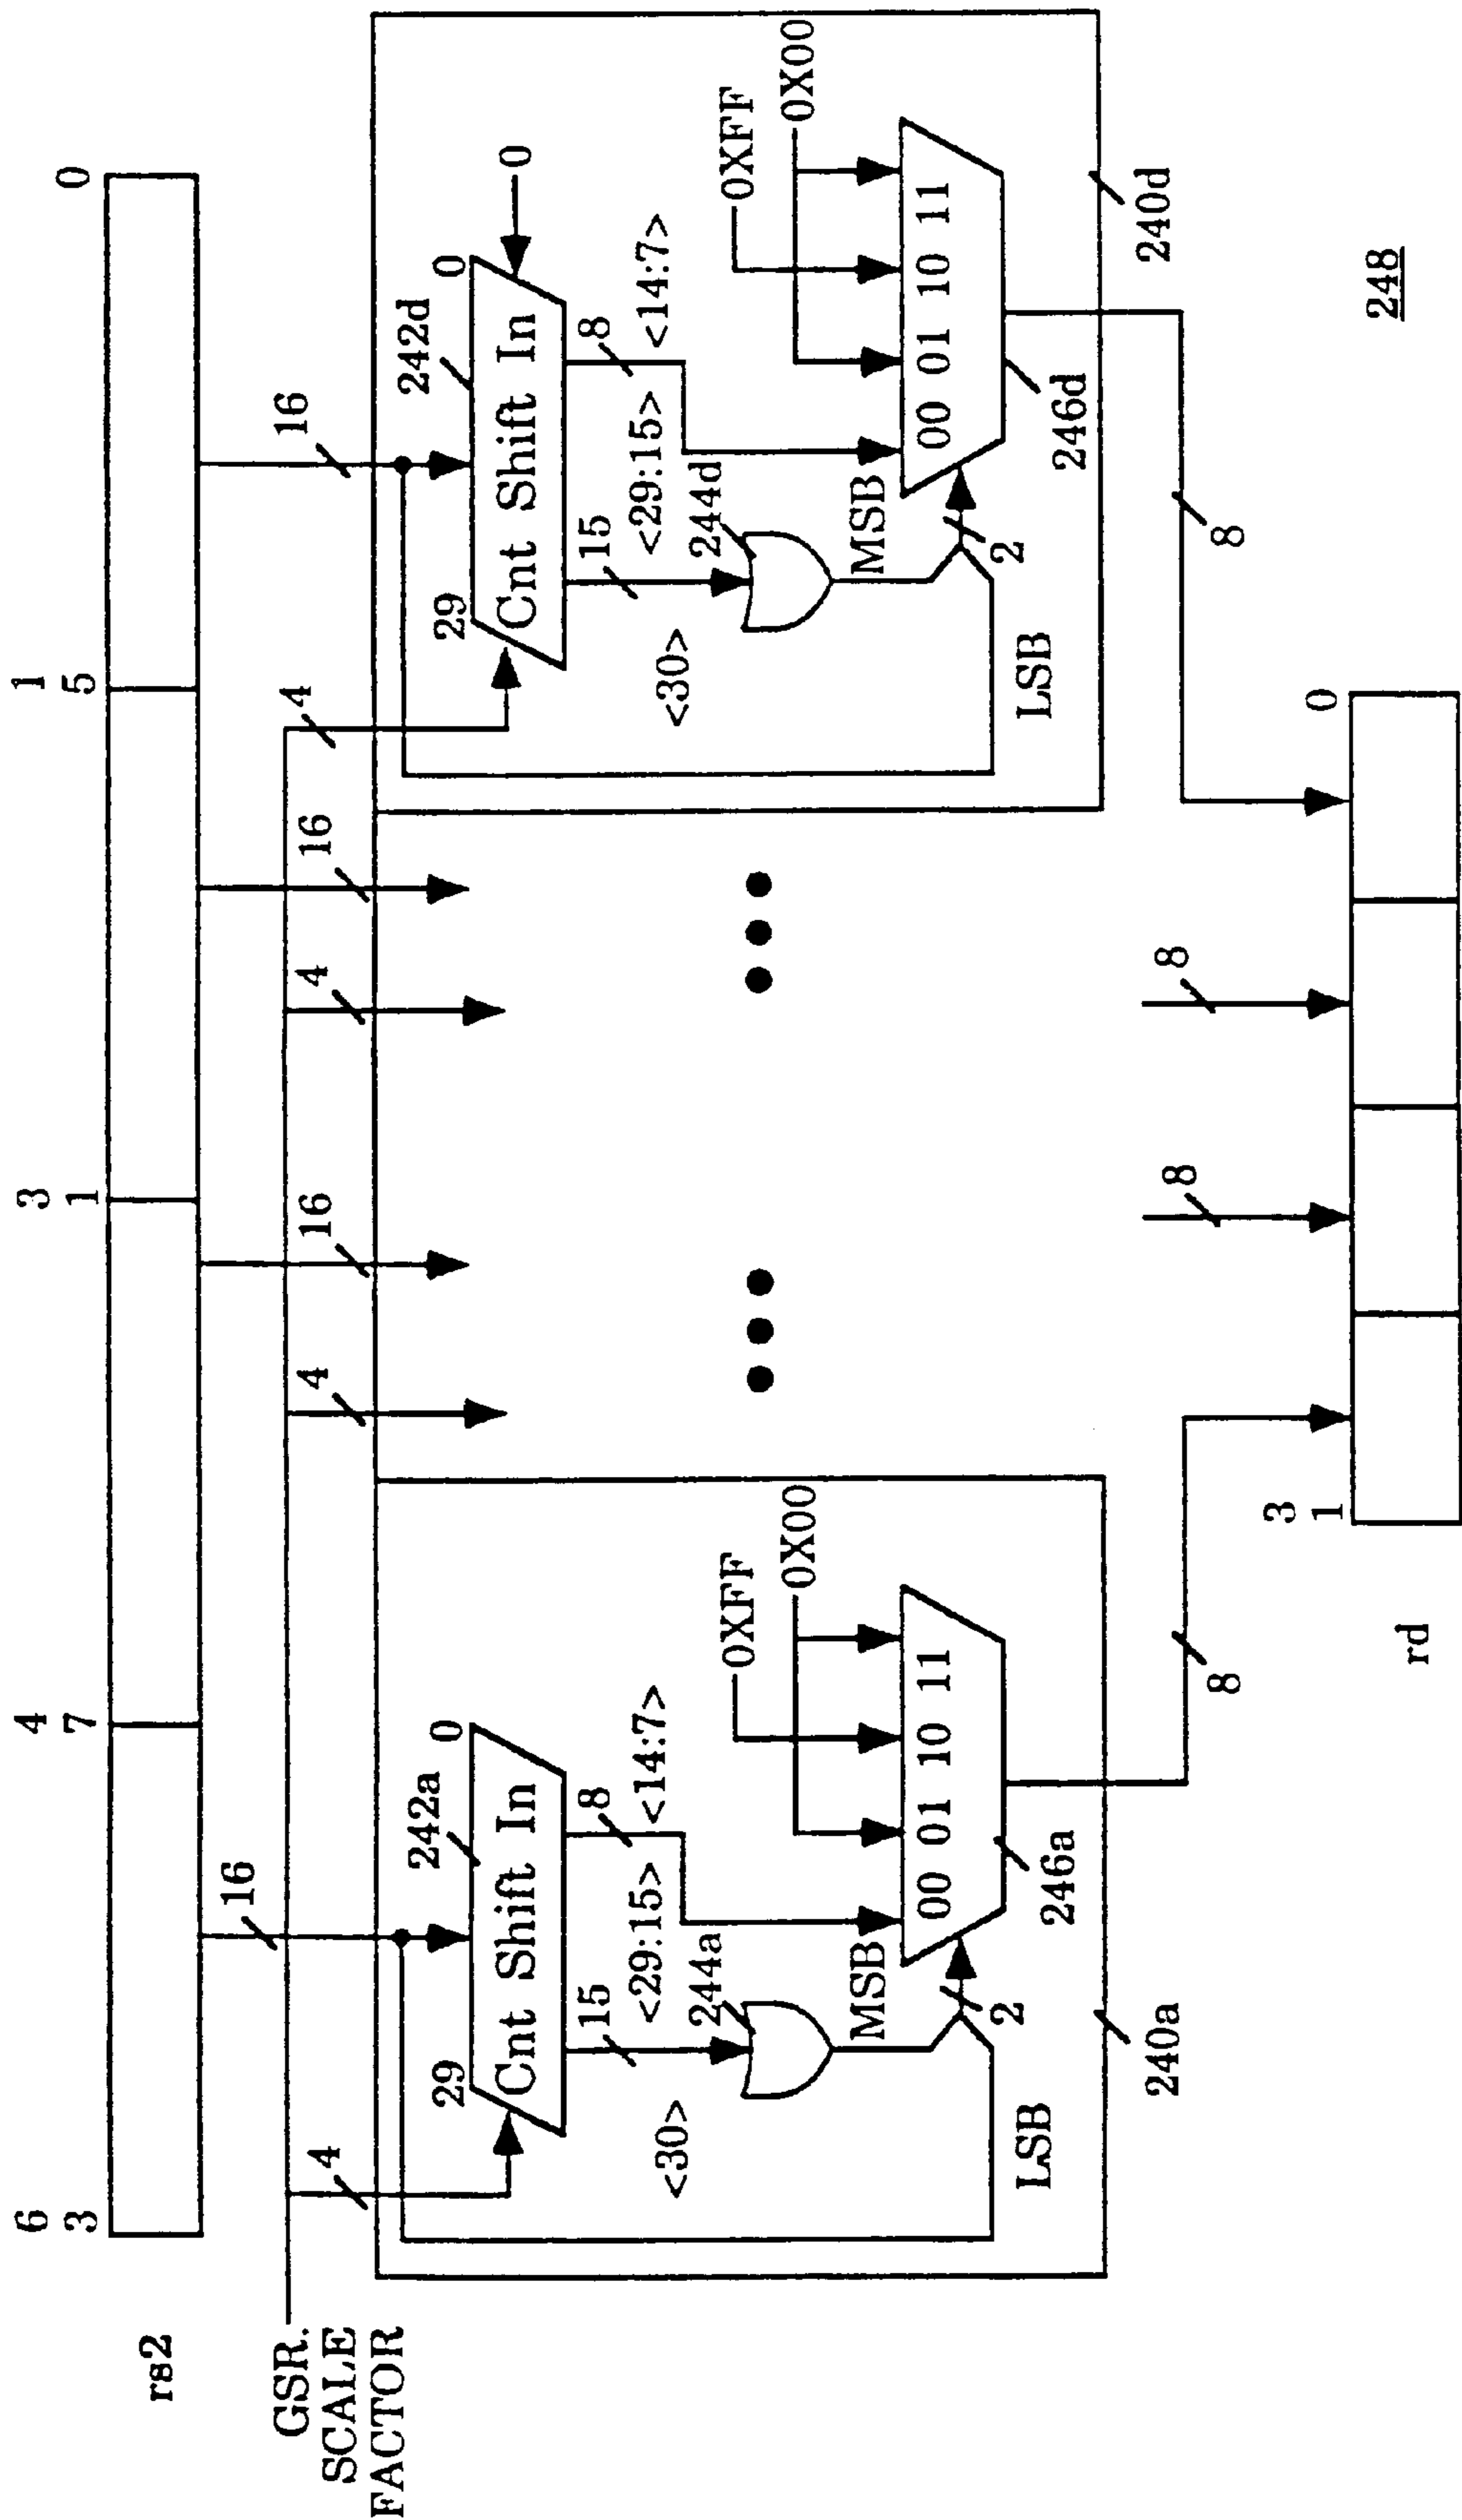 rs2
6
3
4
7
3
1
1
5
0
GSR.
SCALE
FACTOR
4
16
4
16
4
16
4
16
242a
29
0
Cnt Shift In
15
8
<29:15>
<14:7>
<30>
244a
0XFF
0X00
MSB
00 01 10 11
LSB
2
246a
240a
8
242d
29
0
0
Cnt Shift In
15
8
<29:15>
<14:7>
<30>
244d
0XFF
0X00
MSB
00 01 10 11
LSB
2
246d
240d
8
8
8
rd
3
1
0
248